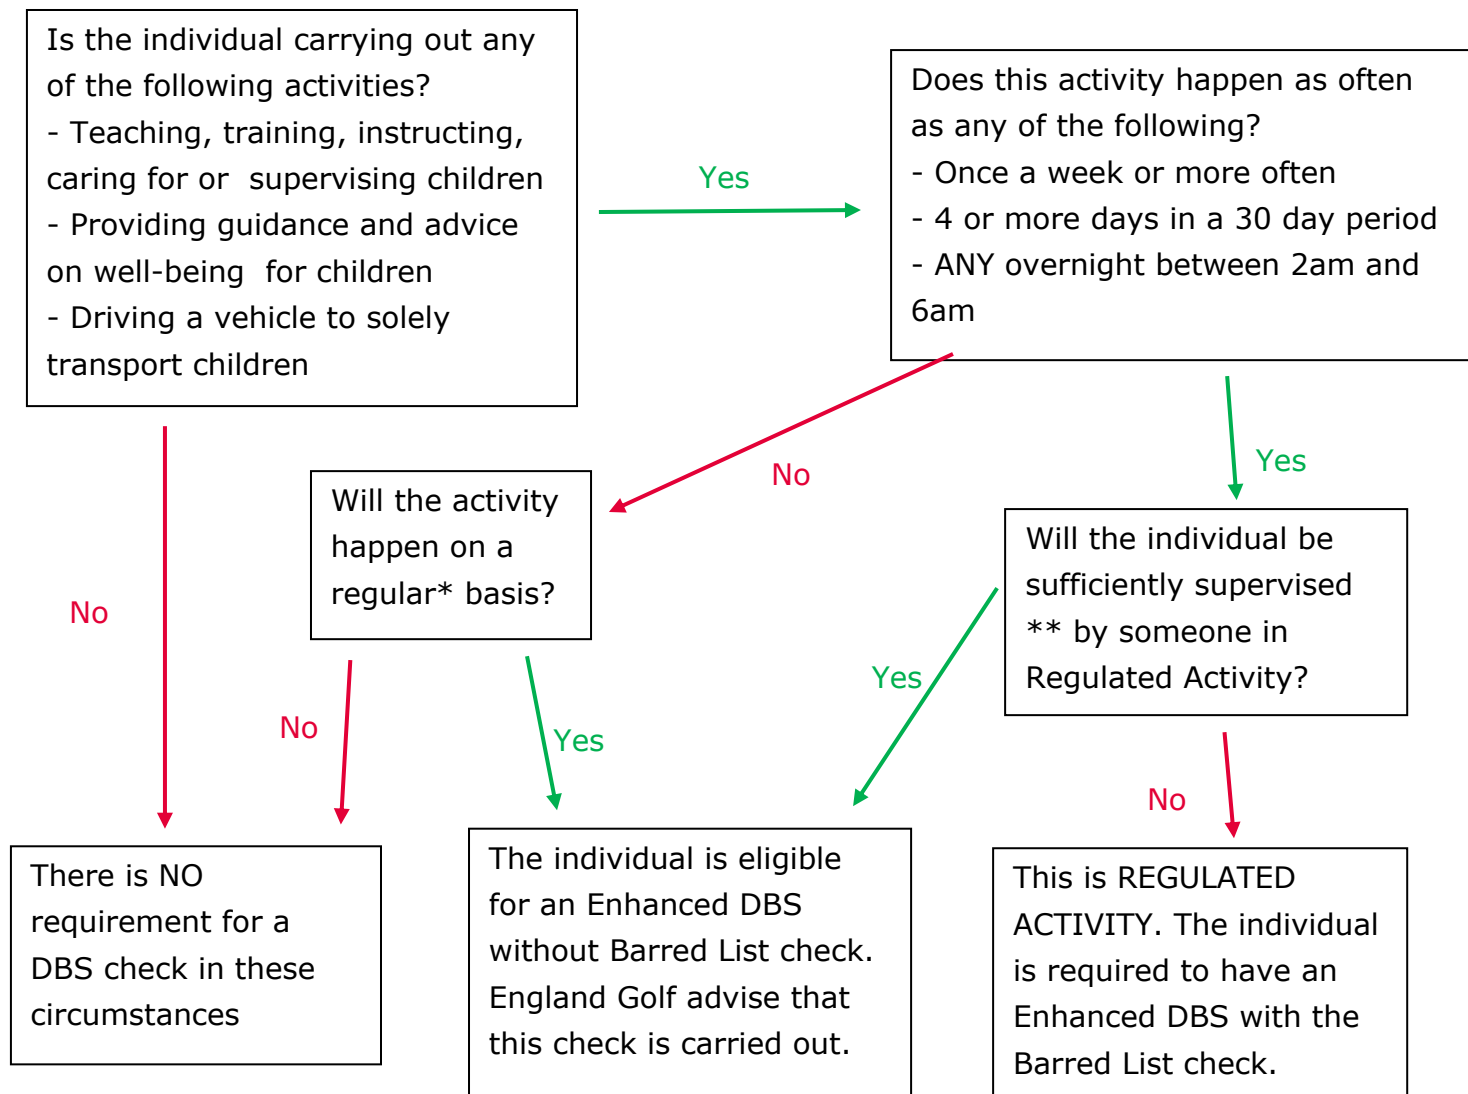 Is the individual carrying out any
of the following activities?
- Teaching, training, instructing,
caring for or  supervising children
- Providing guidance and advice
on well-being  for children
- Driving a vehicle to solely
transport children
Yes
Does this activity happen as often
as any of the following?
- Once a week or more often
- 4 or more days in a 30 day period
- ANY overnight between 2am and
6am
No
Yes
Will the activity
happen on a
regular* basis?
Will the individual be
sufficiently supervised
** by someone in
Regulated Activity?
No
No
Yes
Yes
No
There is NO
requirement for a
DBS check in these
circumstances
The individual is eligible
for an Enhanced DBS
without Barred List check.
England Golf advise that
this check is carried out.
This is REGULATED
ACTIVITY. The individual
is required to have an
Enhanced DBS with the
Barred List check.